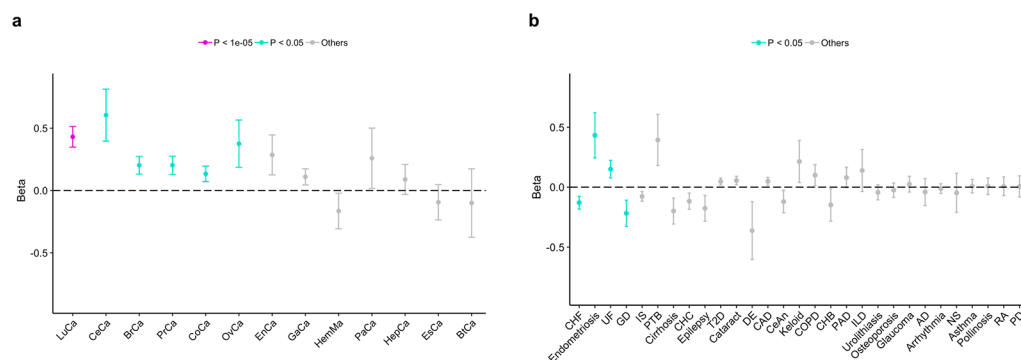 a
P < 1e-05 P < 0.05 Others
Beta
0.5
0.0
-0.5
LuCa CeCa BrCa PrCa CoCa OvCa EnCa GaCa HemMa PaCa HepCa EsCa BtCa
b
P < 0.05 Others
Beta
0.5
0.0
-0.5
CHF Endometriosis UF GD IS PTB Cirrhosis CHC Epilepsy T2D Cataract DE CAD CeAn Keloid COPD CHB PAD ILD Urolithiasis Osteoporosis Glaucoma AD Arrhythmia NS Asthma Pollinosis RA PD